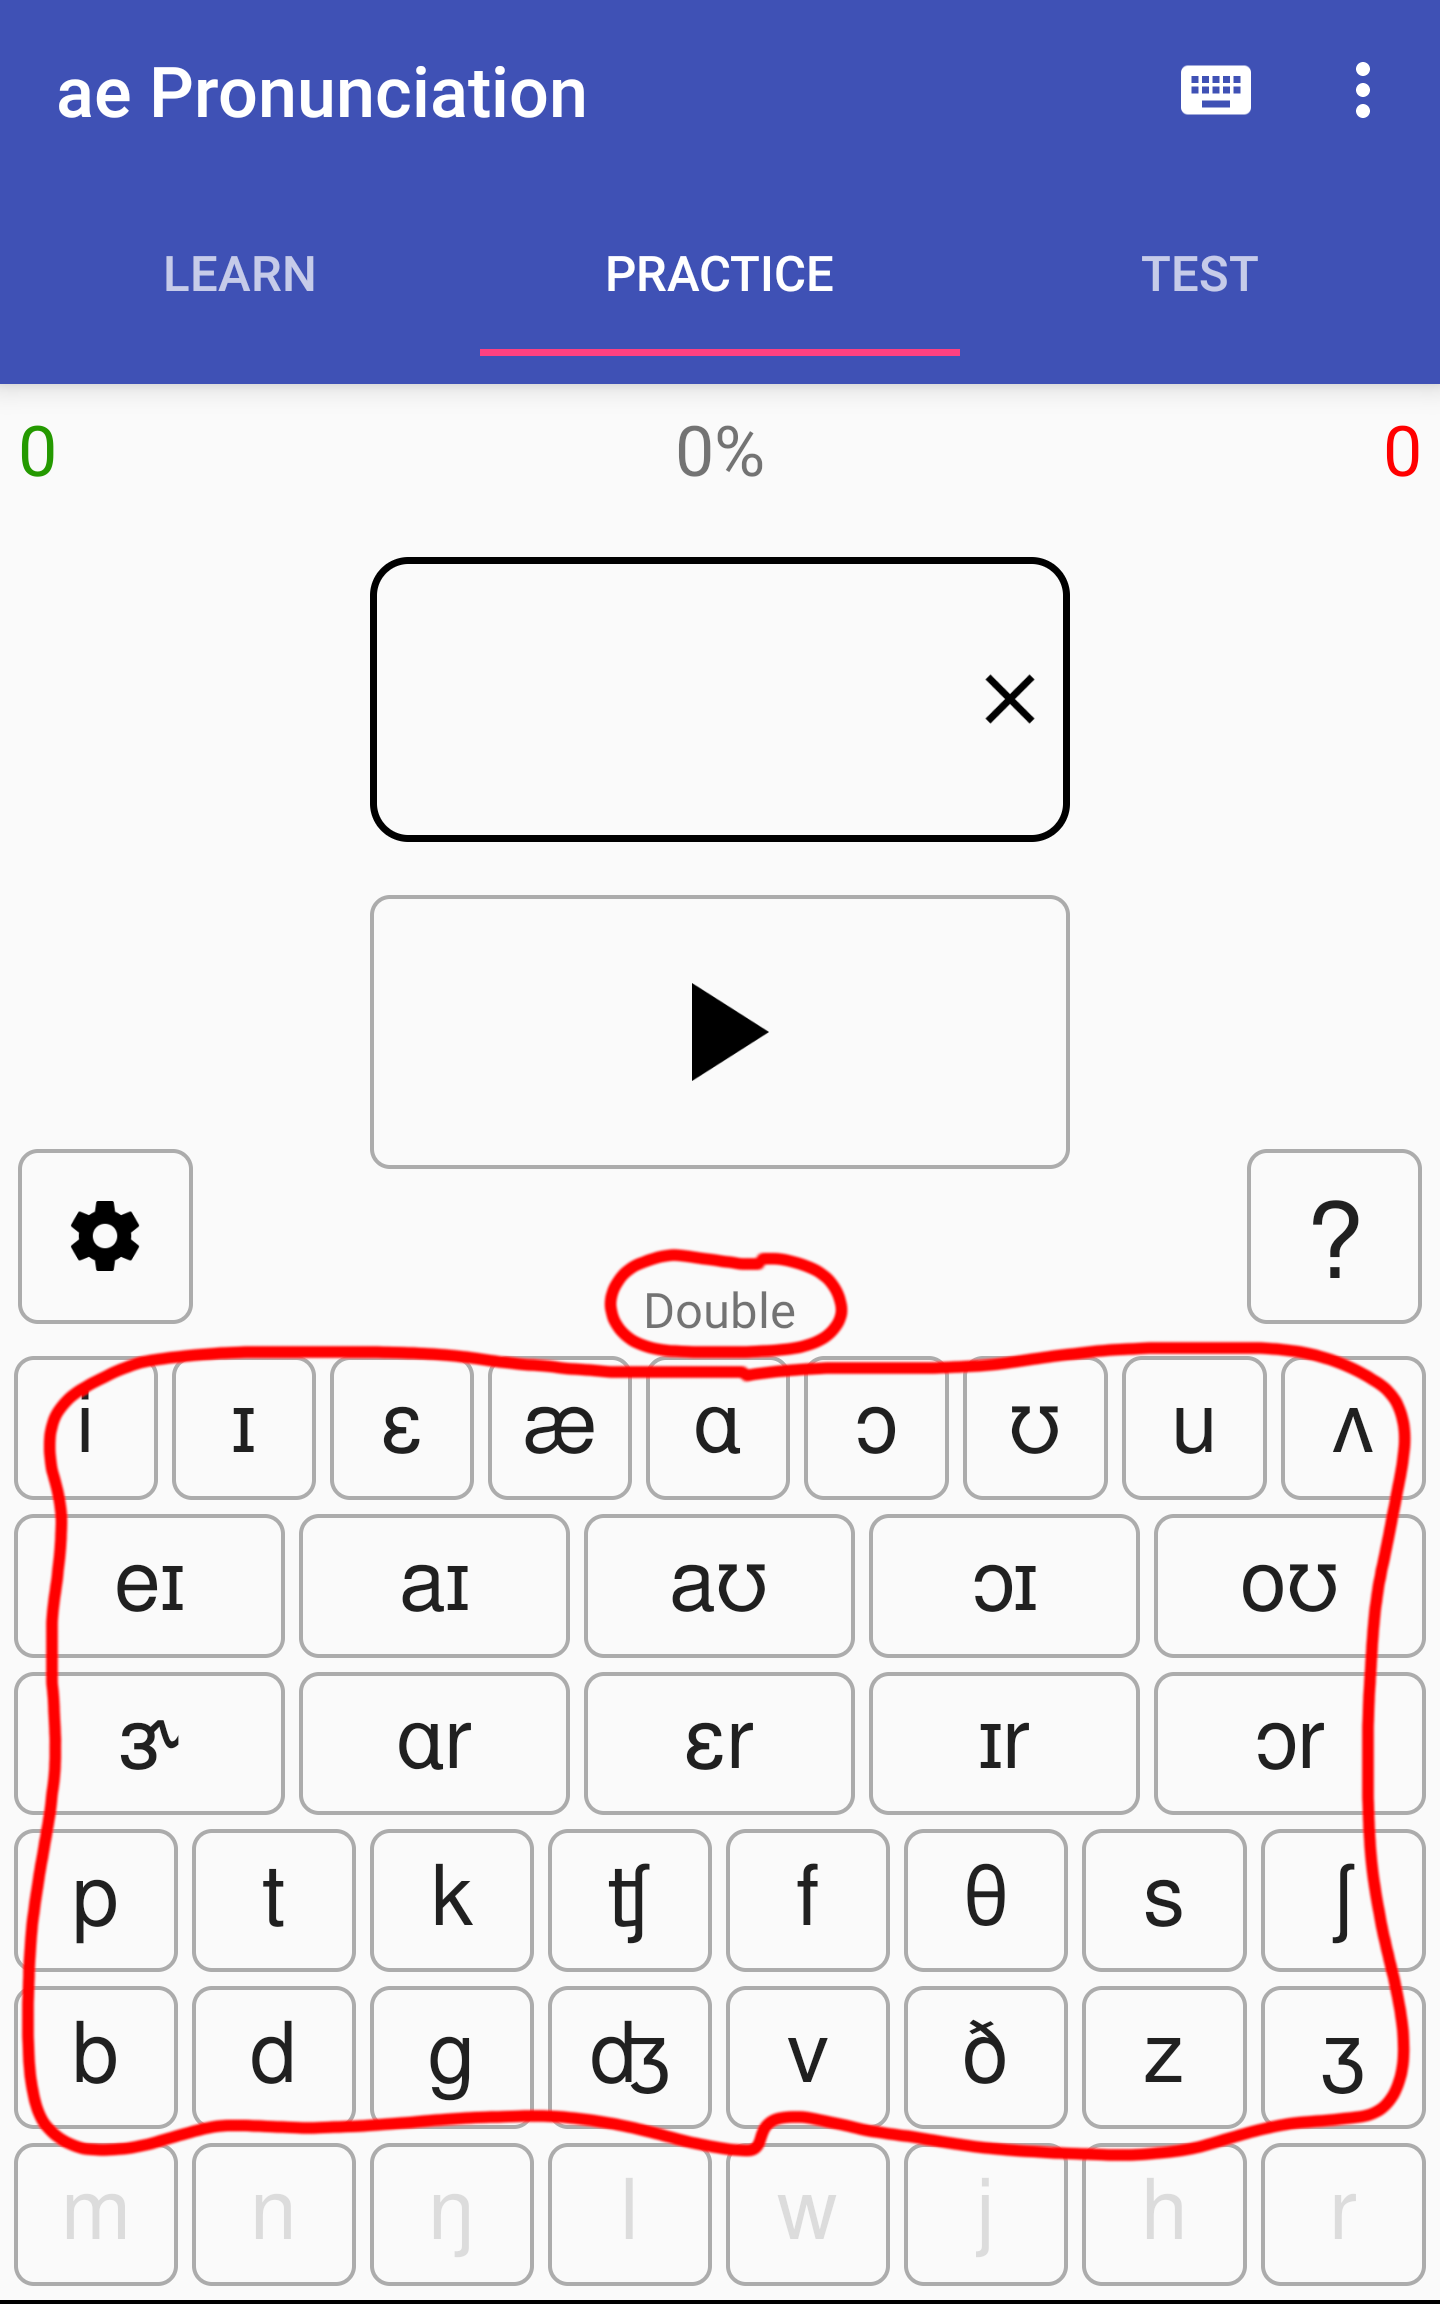 ae Pronunciation
LEARN PRACTICE TEST
0 0% 0
?
Double
i ɪ ɛ æ ɑ ɔ ʊ u ʌ
eɪ aɪ aʊ ɔɪ oʊ
ɝ ɑr ɛr ɪr ɔr
p t k ʧ f θ s ʃ
b d g ʤ v ð z ʒ
m n ŋ l w j h r